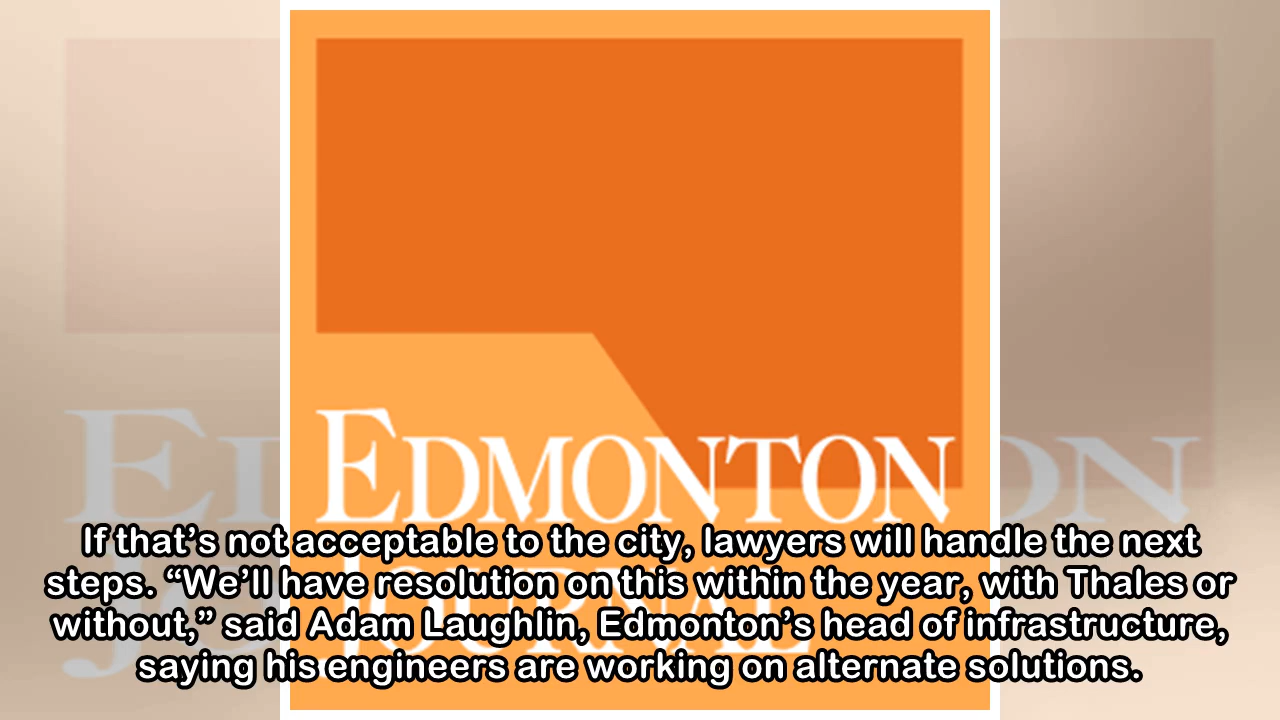 EDMONTON
JOURNAL
If that’s not acceptable to the city, lawyers will handle the next
steps. “We’ll have resolution on this within the year, with Thales or
without,” said Adam Laughlin, Edmonton’s head of infrastructure,
saying his engineers are working on alternate solutions.